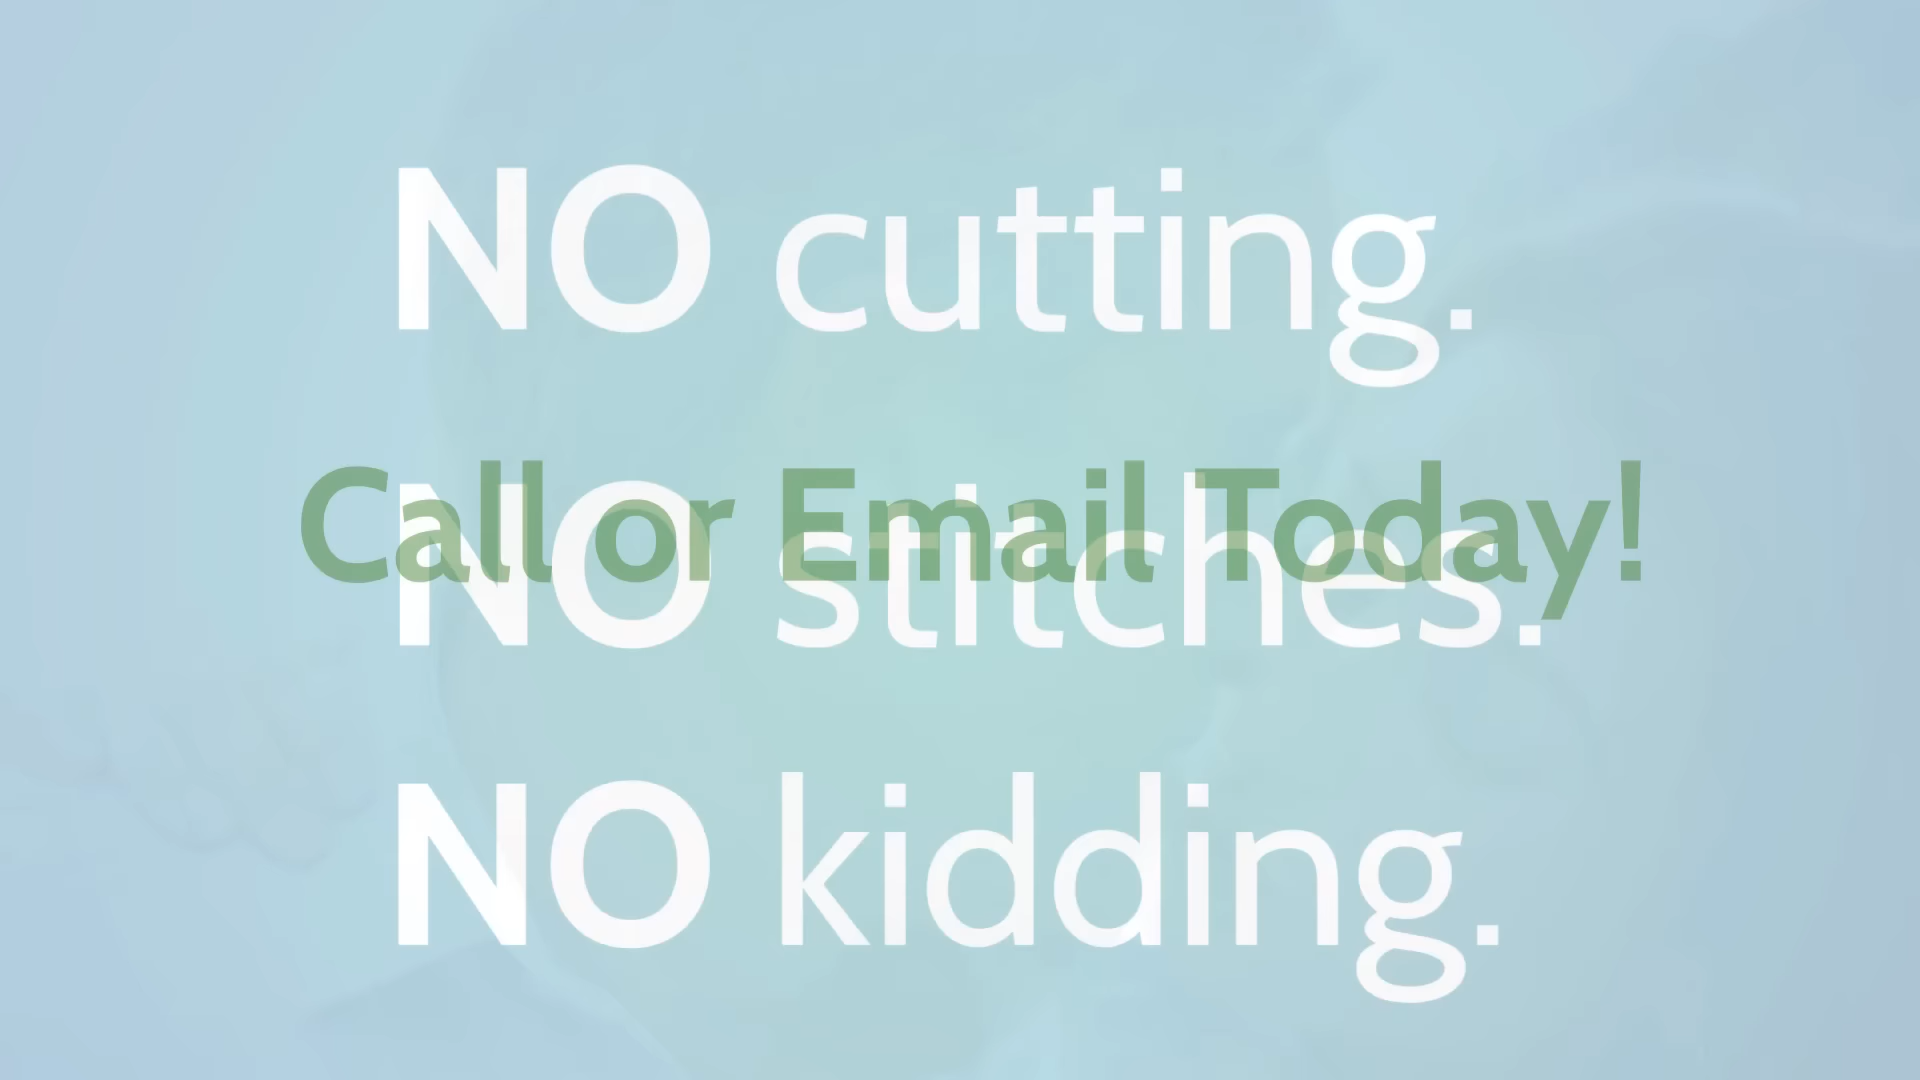 NO cutting.
Call or Email Today!
NO stitches.
NO kidding.